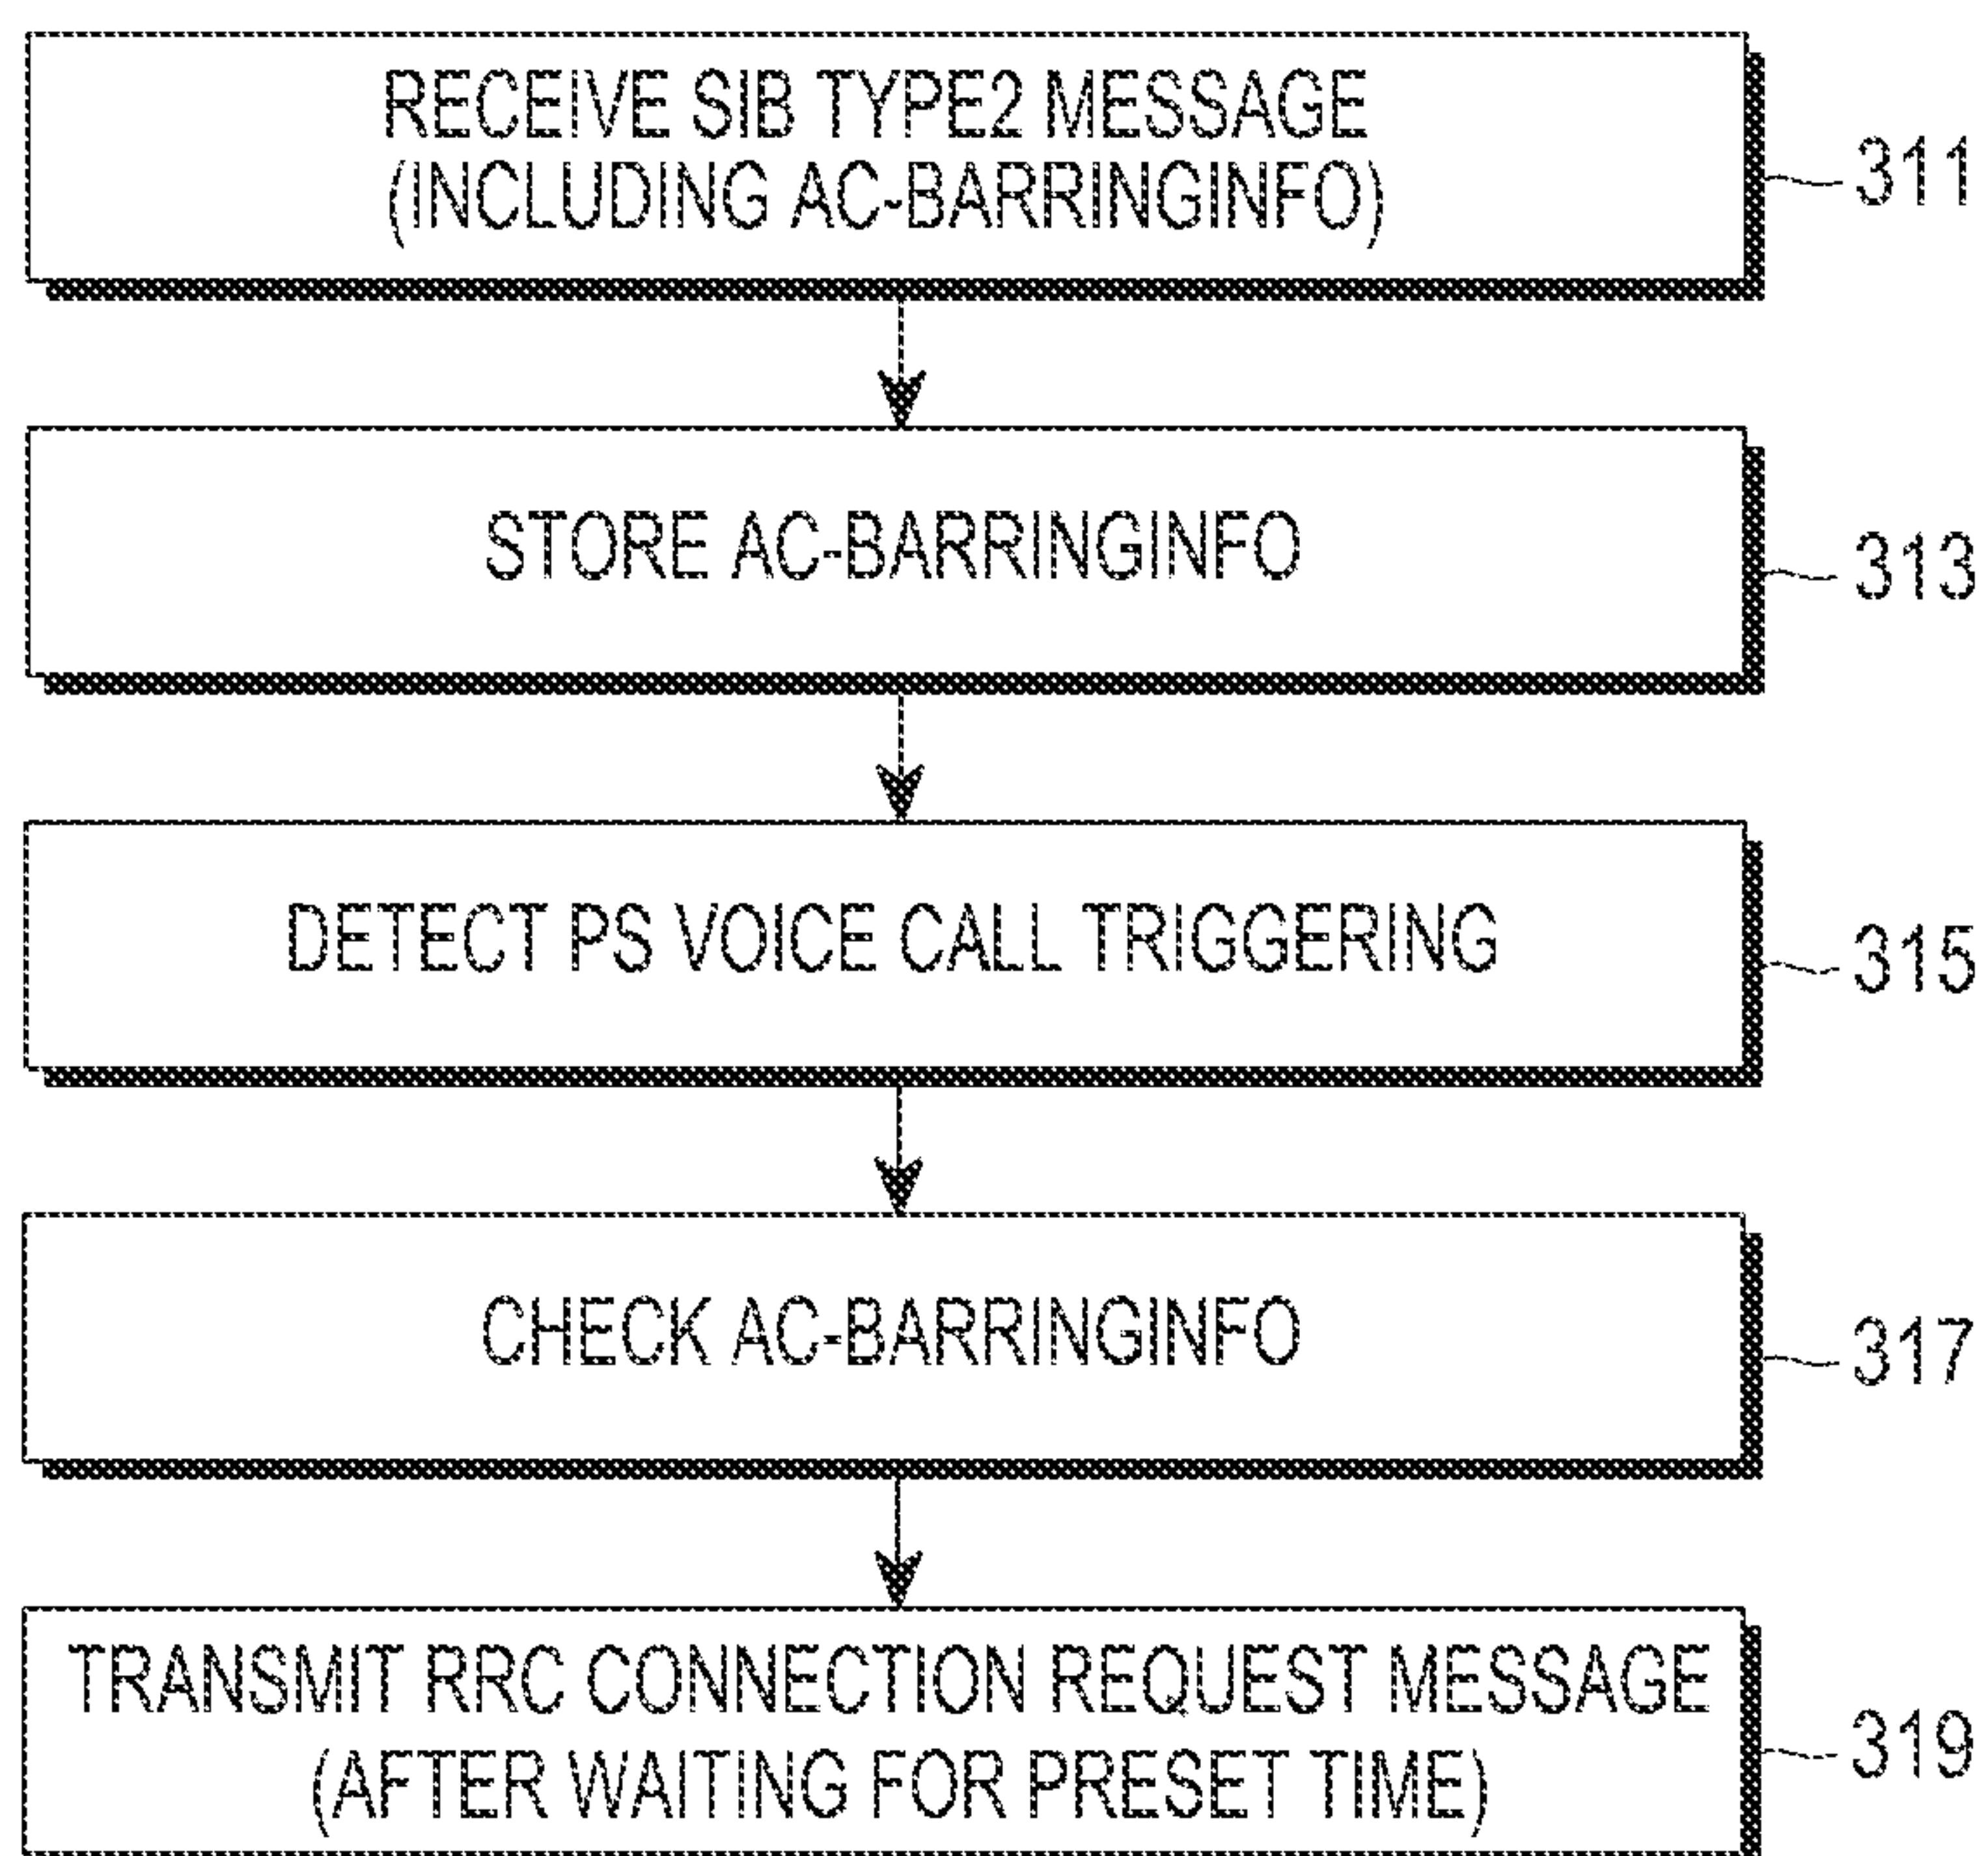 RECEIVE SIB TYPE2 MESSAGE
(INCLUDING AC-BARRINGINFO)
311
STORE AC-BARRINGINFO
313
DETECT PS VOICE CALL TRIGGERING
315
CHECK AC-BARRINGINFO
317
TRANSMIT RRC CONNECTION REQUEST MESSAGE
(AFTER WAITING FOR PRESET TIME)
319